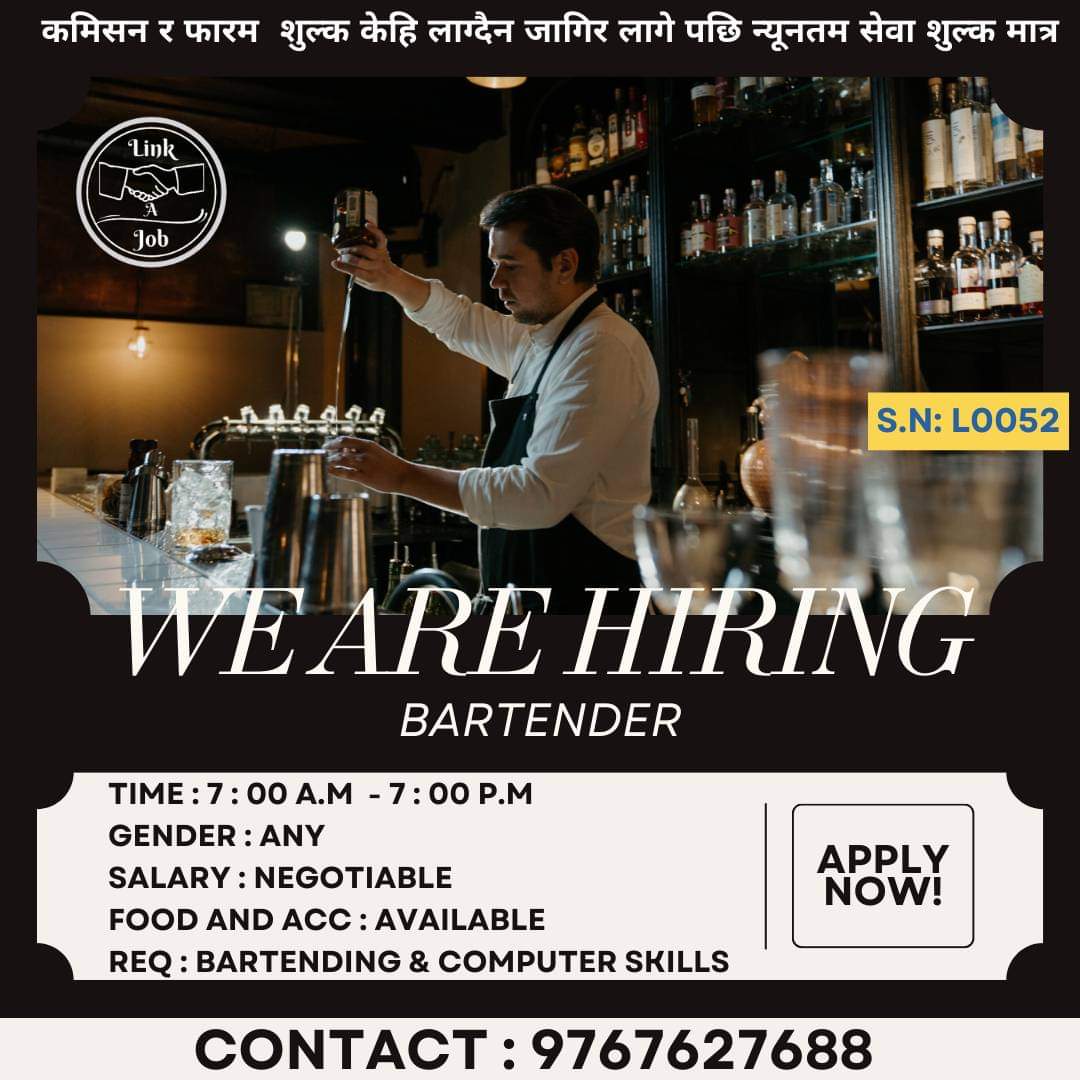 कमिसन र फारम शुल्क केहि लाग्दैन जागिर लागे पछि न्यूनतम सेवा शुल्क मात्र
Link
A
Job
S.N: L0052
WE ARE HIRING
BARTENDER
TIME : 7 : 00 A.M - 7 : 00 P.M
GENDER : ANY
SALARY : NEGOTIABLE
FOOD AND ACC : AVAILABLE
REQ : BARTENDING & COMPUTER SKILLS
APPLY
NOW!
CONTACT : 9767627688